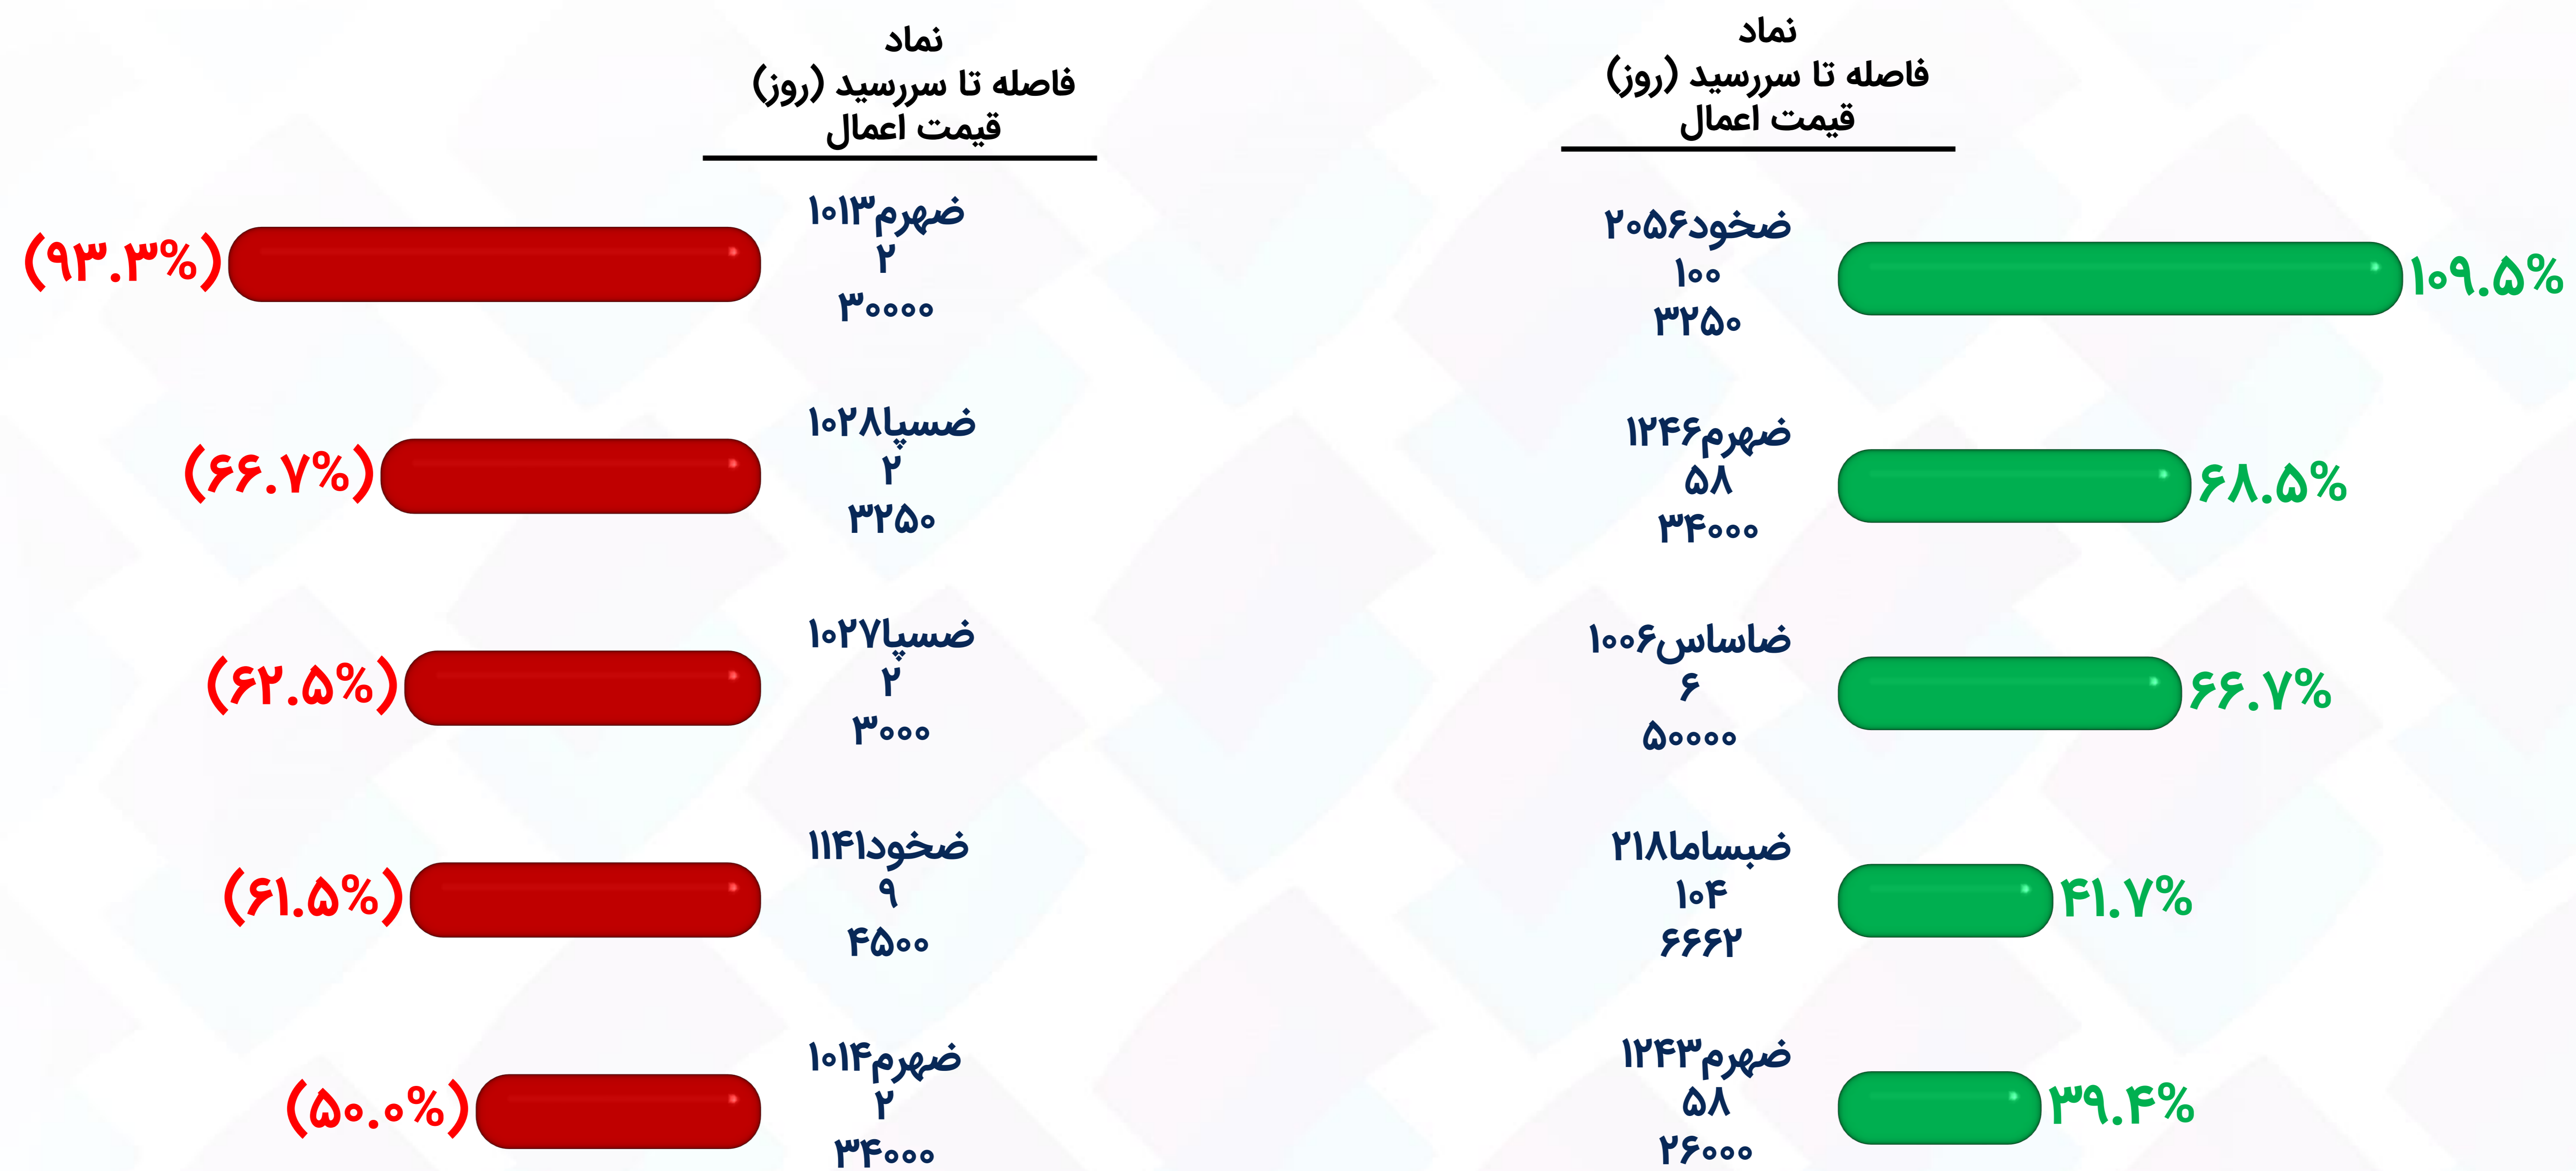 نماد
فاصله تا سررسید (روز)
قیمت اعمال
ضخود۲۰۵۶
۱۰۰
۳۲۵۰
۱۰۹.۵%
ضهرم۱۲۴۶
۵۸
۳۴۰۰۰
۶۸.۵%
ضاساس۱۰۰۶
۶
۵۰۰۰۰
۶۶.۷%
ضبساما۲۱۸
۱۰۴
۶۶۶۲
۴۱.۷%
ضهرم۱۲۴۳
۵۸
۲۶۰۰۰
۳۹.۴%
نماد
فاصله تا سررسید (روز)
قیمت اعمال
ضهرم۱۰۱۳
۲
۳۰۰۰۰
(۹۳.۳%)
ضسپا۱۰۲۸
۲
۳۲۵۰
(۶۶.۷%)
ضسپا۱۰۲۷
۲
۳۰۰۰
(۶۲.۵%)
ضخود۱۱۴۱
۹
۴۵۰۰
(۶۱.۵%)
ضهرم۱۰۱۴
۲
۳۴۰۰۰
(۵۰.۰%)